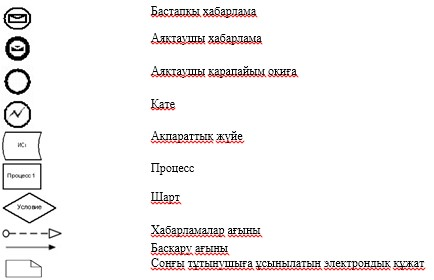 Бастапқы хабарлама
Аяқтаушы хабарлама
Аяқтаушы қарапайым оқиға
Қате
ИС:
Ақпараттық жүйе
Процесс 1
Процесс
Условие
Шарт
Хабарламалар ағыны
Басқару ағыны
Соңғы тұтынушыға ұсынылатын электрондық құжат